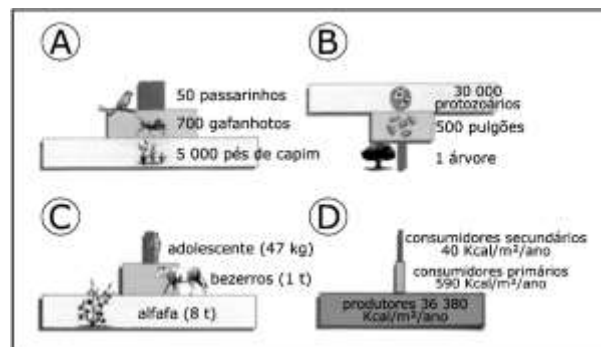 A
50 passarinhos
700 gafanhotos
5 000 pés de capim
B
30 000
protozoários
500 pulgões
1 árvore
C
adolescente (47 kg)
bezerros (1 t)
alfafa (8 t)
D
consumidores secundários
40 Kcal/m²/ano
consumidores primários
590 Kcal/m²/ano
produtores 36 380
Kcal/m²/ano